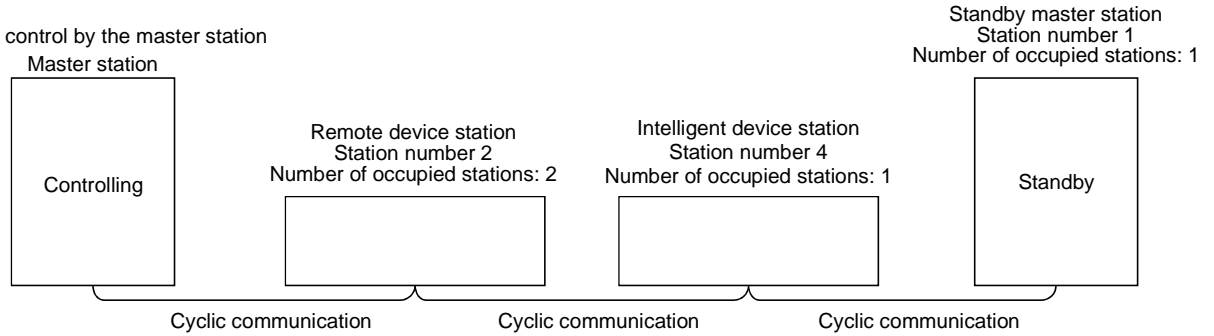 control by the master station
Master station
Controlling
Remote device station
Station number 2
Number of occupied stations: 2
Intelligent device station
Station number 4
Number of occupied stations: 1
Standby master station
Station number 1
Number of occupied stations: 1
Standby
Cyclic communication
Cyclic communication
Cyclic communication